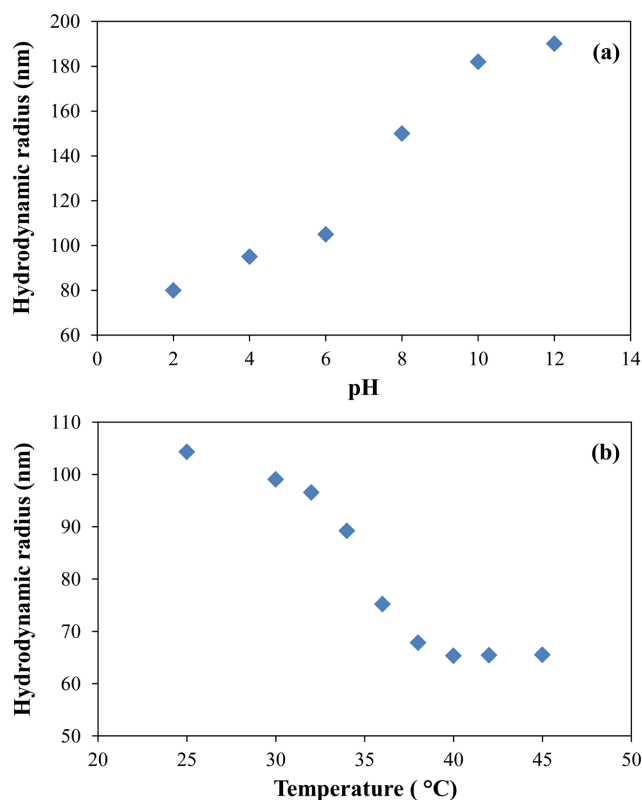 (a)
Hydrodynamic radius (nm)
200
180
160
140
120
100
80
60
0 2 4 6 8 10 12 14
pH
(b)
Hydrodynamic radius (nm)
110
100
90
80
70
60
50
20 25 30 35 40 45 50
Temperature ( °C)